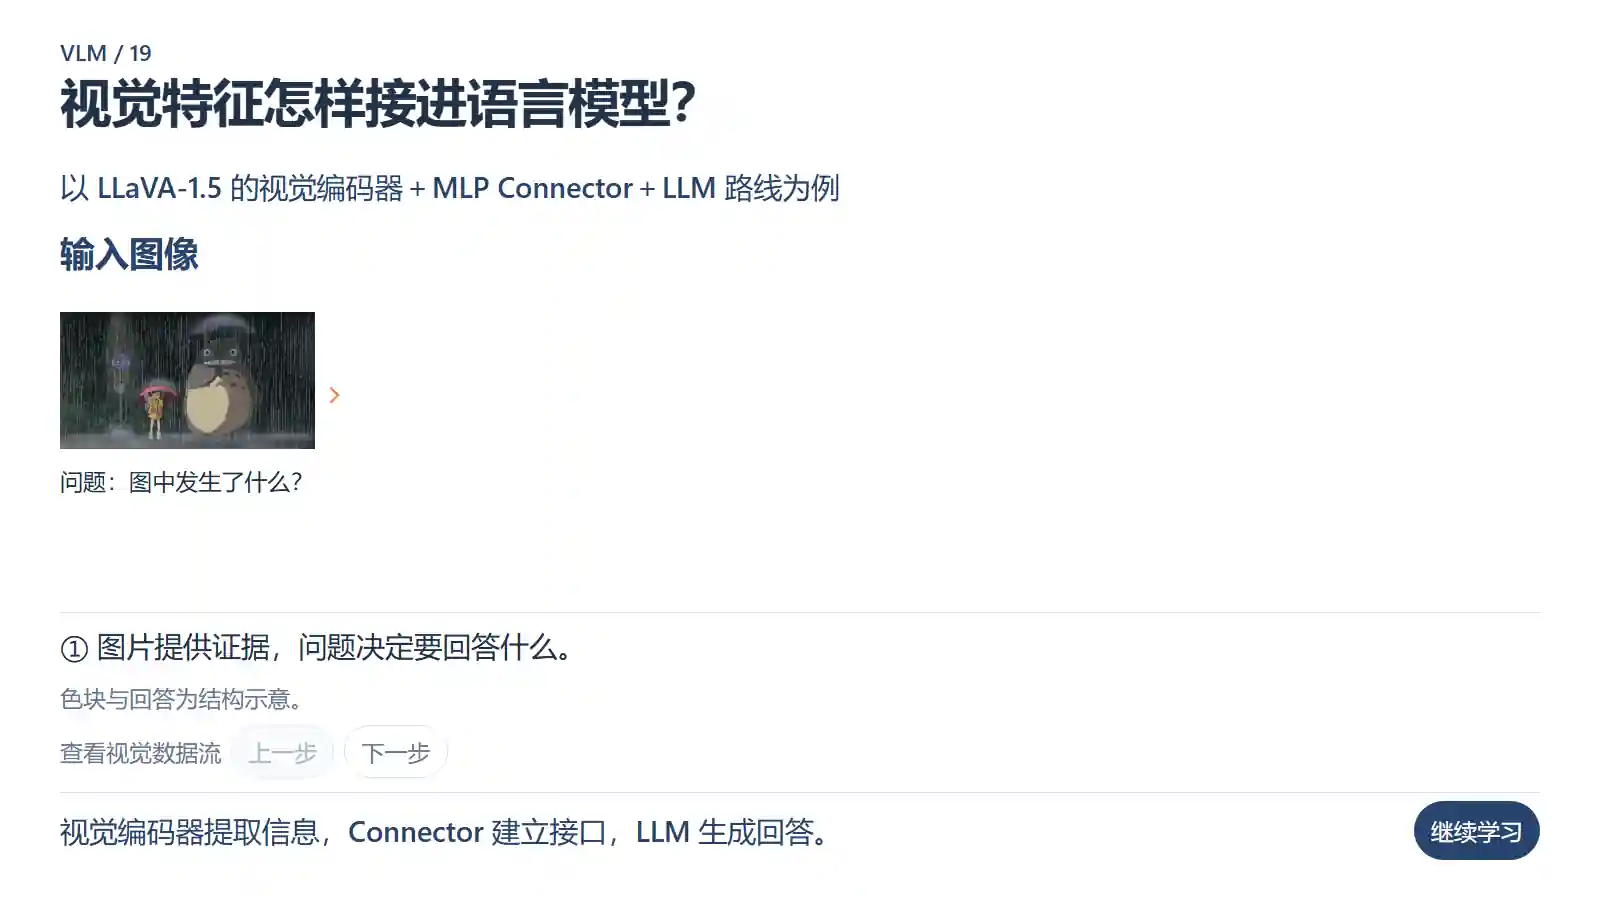 VLM / 19
视觉特征怎样接进语言模型？
以 LLaVA-1.5 的视觉编码器 + MLP Connector + LLM 路线为例
输入图像
问题：图中发生了什么？
① 图片提供证据，问题决定要回答什么。
色块与回答为结构示意。
查看视觉数据流 上一步 下一步
视觉编码器提取信息，Connector 建立接口，LLM 生成回答。
继续学习